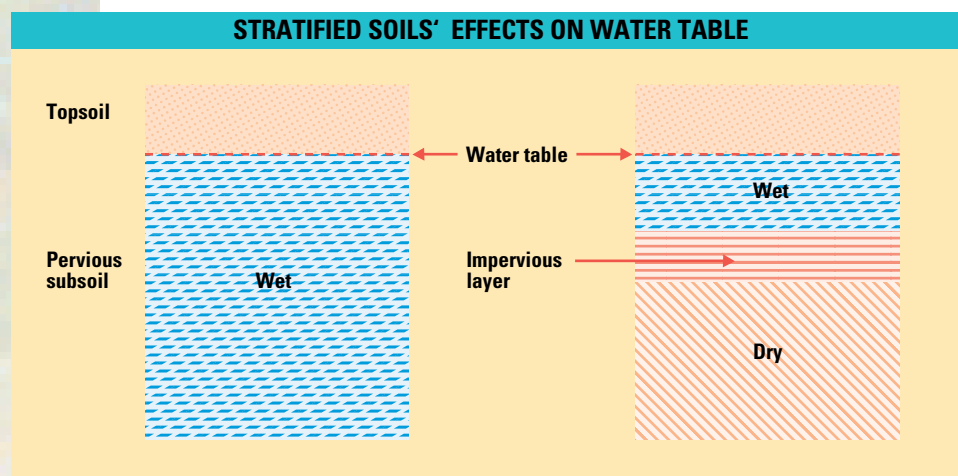 STRATIFIED SOILS‘ EFFECTS ON WATER TABLE
Topsoil
Water table
Wet
Pervious
subsoil
Wet
Impervious
layer
Dry